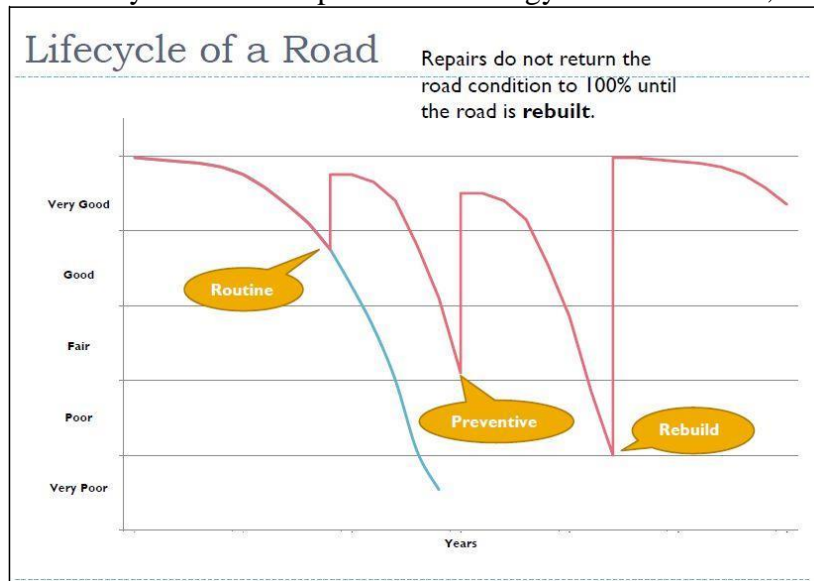 Lifecycle of a Road
Repairs do not return the
road condition to 100% until
the road is rebuilt.
Very Good
Good
Routine
Fair
Poor
Preventive
Rebuild
Very Poor
Years